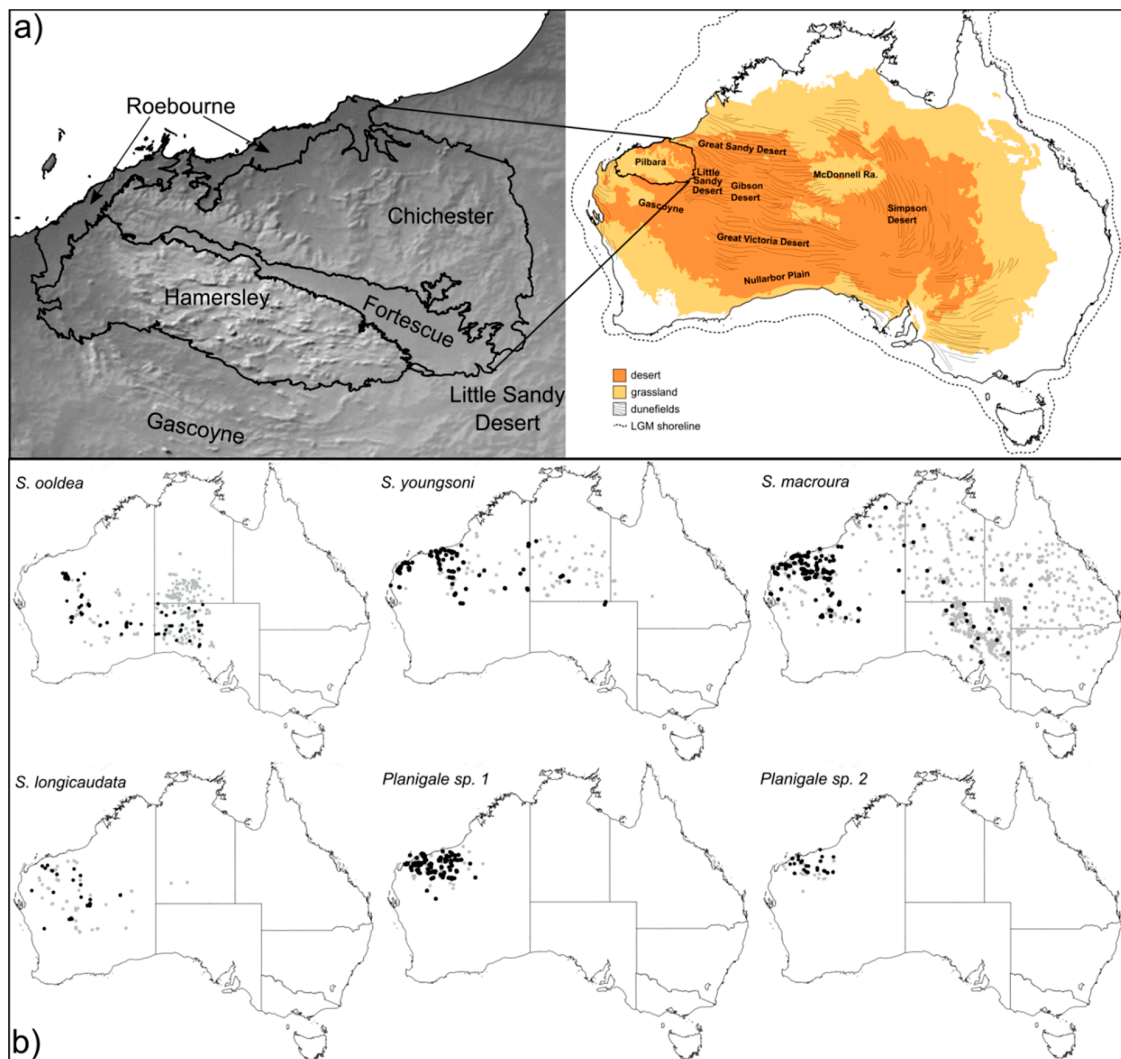 a)
Roebourne
Chichester
Hamersley
Fortescue
Little Sandy
Desert
Gascoyne
Great Sandy Desert
Pilbara
McDonnell Ra.
Little
Sandy
Desert
Gibson
Desert
Gascoyne
Simpson
Desert
Great Victoria Desert
Nullarbor Plain
desert
grassland
dunefields
LGM shoreline
S. ooldea
S. youngsoni
S. macroura
S. longicaudata
Planigale sp. 1
Planigale sp. 2
b)